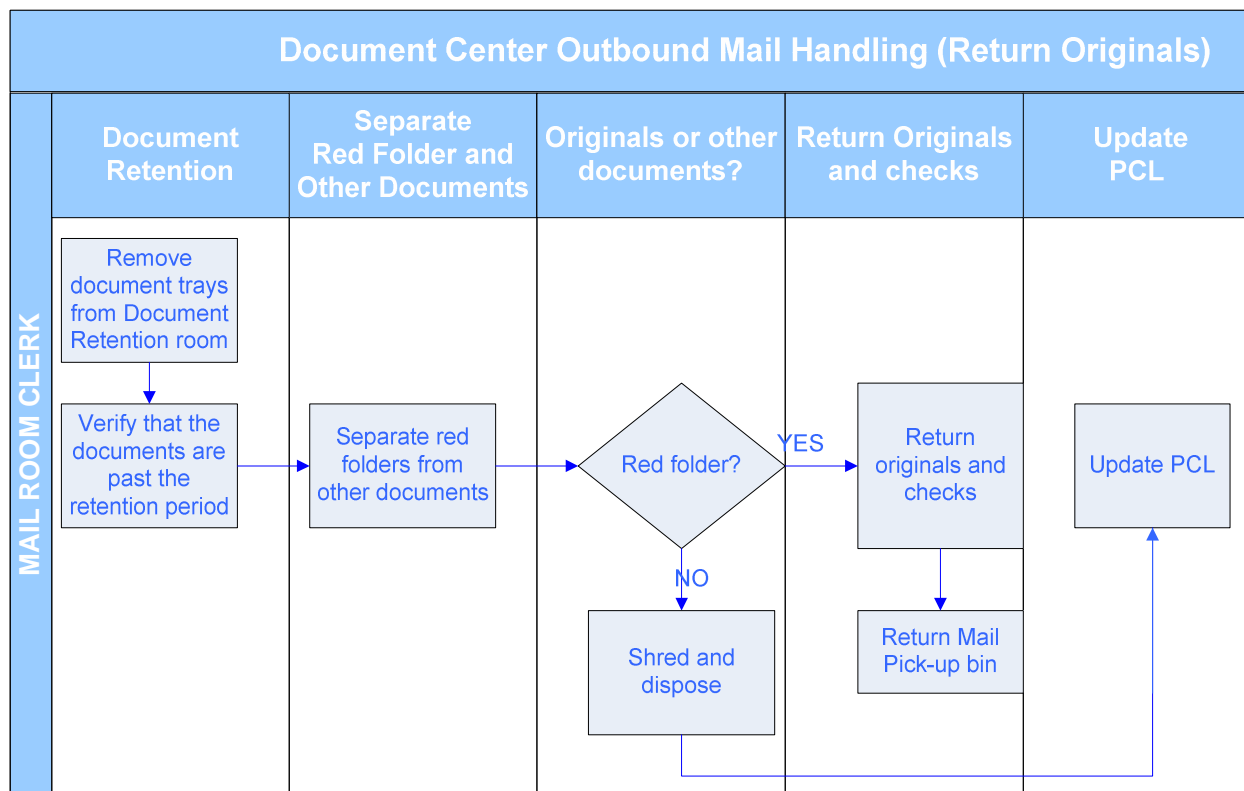 Document Center Outbound Mail Handling (Return Originals)
MAIL ROOM CLERK
Document
Retention
Separate
Red Folder and
Other Documents
Originals or other
documents?
Return Originals
and checks
Update
PCL
Remove
document trays
from Document
Retention room
Verify that the
documents are
past the
retention period
Separate red
folders from
other documents
Red folder?
YES
NO
Shred and
dispose
Return
originals and
checks
Return Mail
Pick-up bin
Update PCL